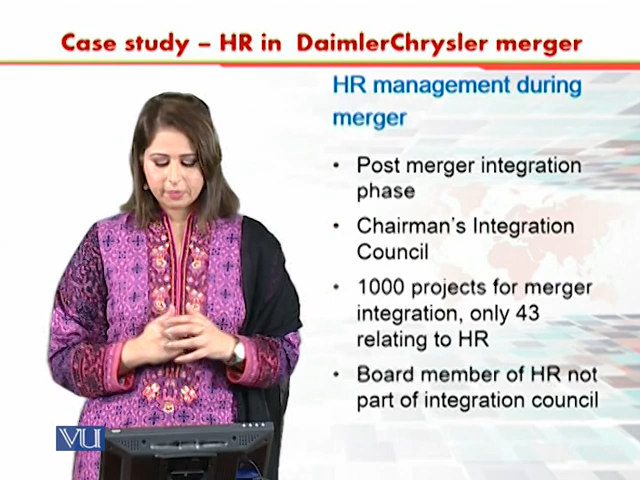 Case study – HR in DaimlerChrysler merger
HR management during
merger
• Post merger integration
phase
• Chairman's Integration
Council
• 1000 projects for merger
integration, only 43
relating to HR
• Board member of HR not
part of integration council
VU